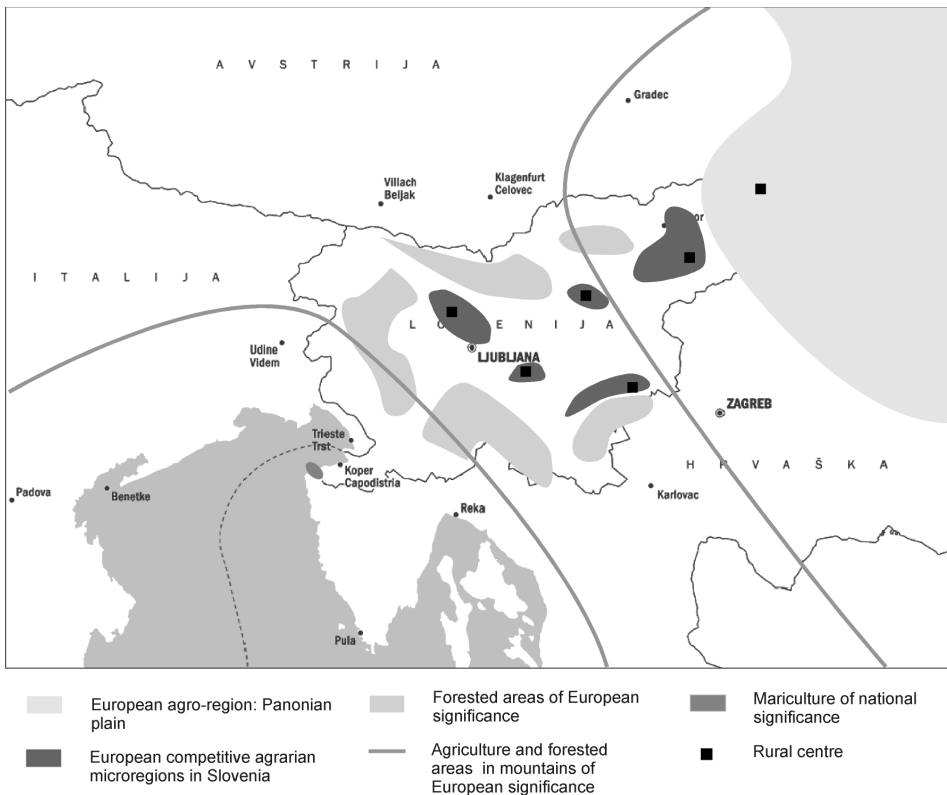 A V S T R I J A
Gradec
Villach
Beljak
Klagenfurt
Celovec
or
I T A L I J A
L O E N I J A
Udine
Videm
LJUBLJANA
ZAGREB
Trieste
Trst
Koper
Capodistria
H R V A Š K A
Padova
Benetke
Reka
Karlovac
Pula
European agro-region: Panonian
plain
Forested areas of European
significance
Mariculture of national
significance
European competitive agrarian
microregions in Slovenia
Agriculture and forested
areas in mountains of
European significance
Rural centre